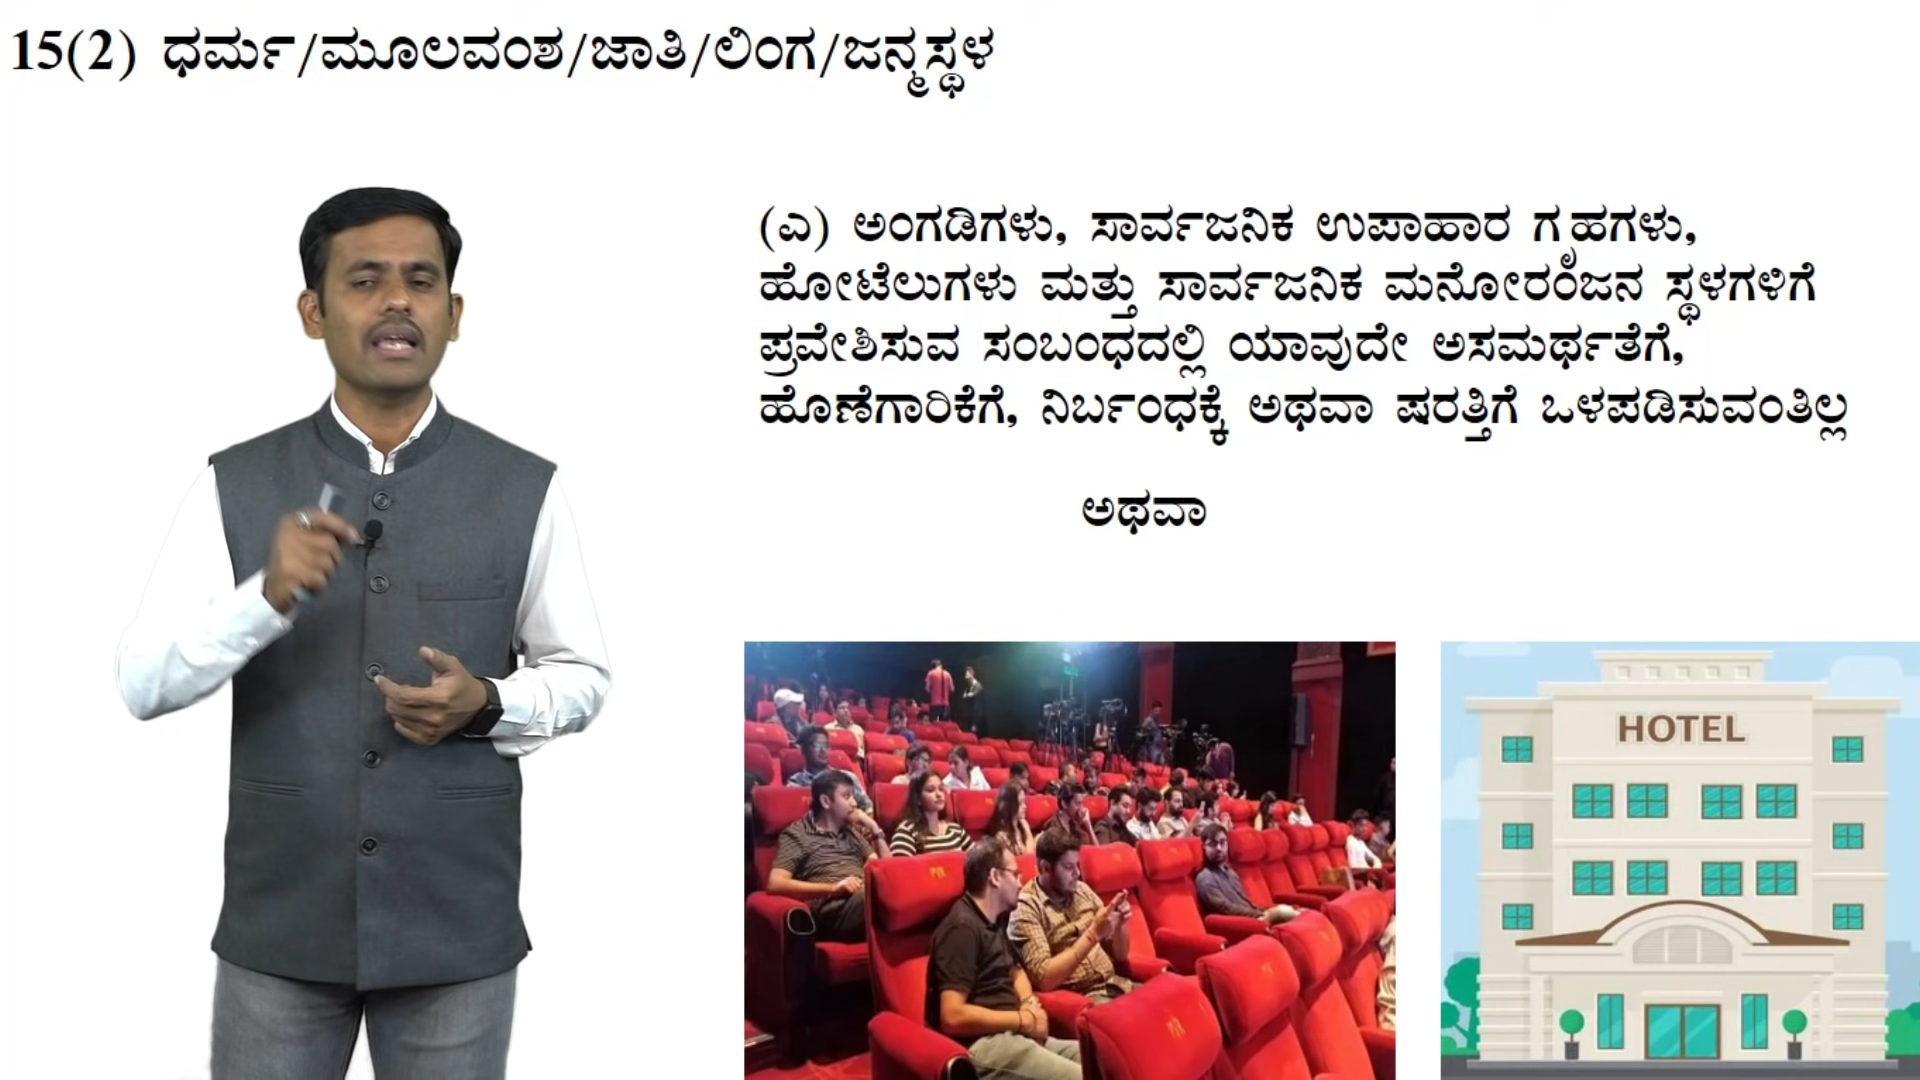 15(2) ಧರ್ಮ/ಮೂಲವಂಶ/ಜಾತಿ/ಲಿಂಗ/ಜನ್ಮಸ್ಥಳ
(ಎ) ಅಂಗಡಿಗಳು, ಸಾರ್ವಜನಿಕ ಉಪಾಹಾರ ಗೃಹಗಳು,
ಹೋಟೆಲುಗಳು ಮತ್ತು ಸಾರ್ವಜನಿಕ ಮನೋರಂಜನ ಸ್ಥಳಗಳಿಗೆ
ಪ್ರವೇಶಿಸುವ ಸಂಬಂಧದಲ್ಲಿ ಯಾವುದೇ ಅಸಮರ್ಥತೆಗೆ,
ಹೊಣೆಗಾರಿಕೆಗೆ, ನಿರ್ಬಂಧಕ್ಕೆ ಅಥವಾ ಷರತ್ತಿಗೆ ಒಳಪಡಿಸುವಂತಿಲ್ಲ
ಅಥವಾ
HOTEL
PVR